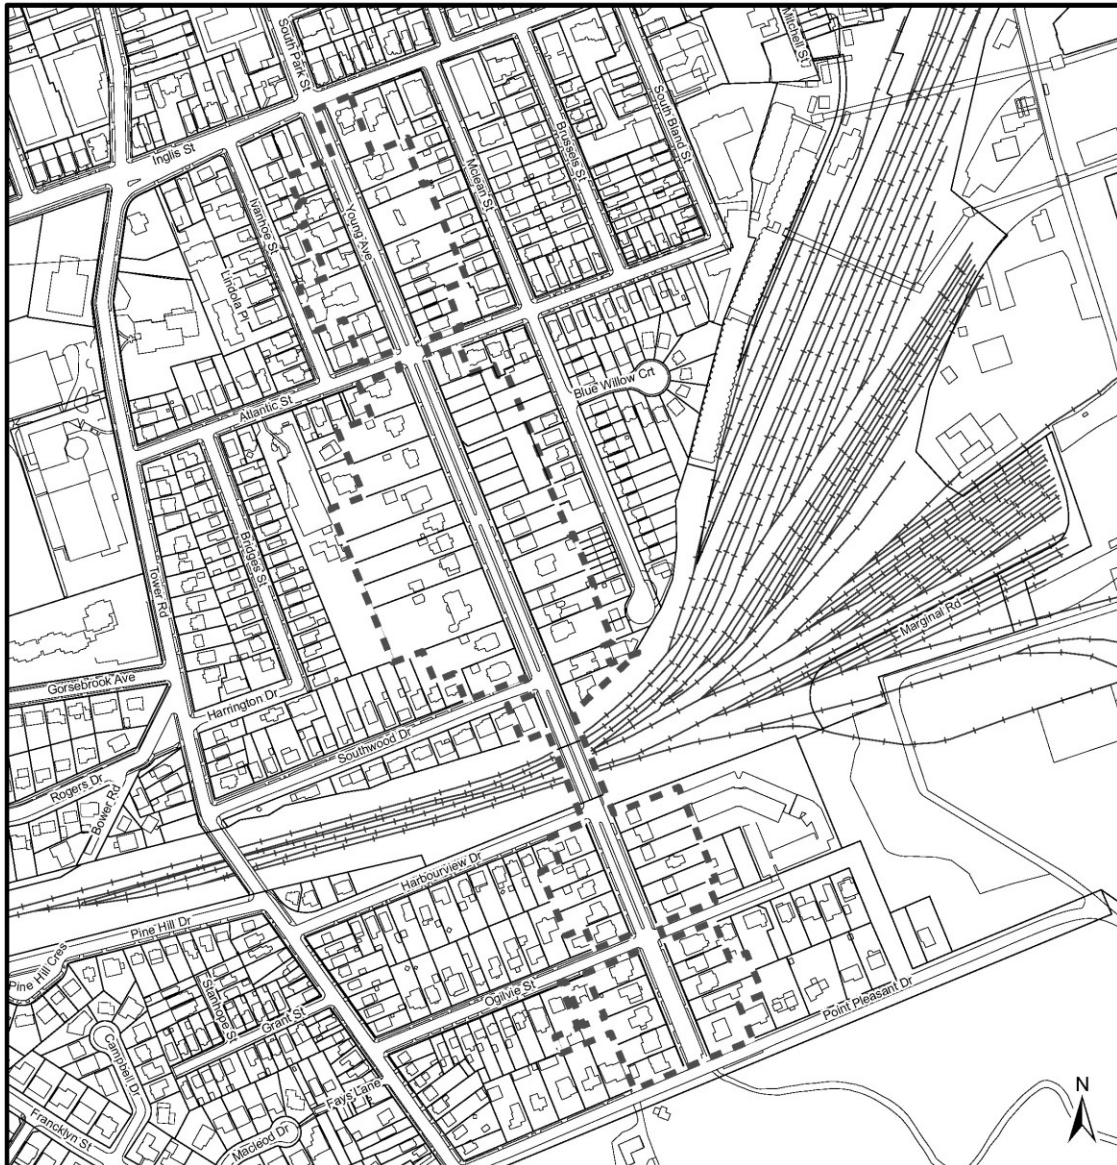 South Park St
Mitchell St
Inglis St
Mclean St
Brussels St
South Bland St
Ivanhoe St
Young Ave
Lindola Pl
Blue Willow Crt
Atlantic St
Bridges St
Tower Rd
Marginal Rd
Gorsebrook Ave
Harrington Dr
Southwood Dr
Rogers Dr
Bower Rd
Harbourview Dr
Pine Hill Dr
Pine Hill Cres
Stanhope St
Ogilvie St
Grant St
Point Pleasant Dr
Campbel Dr
Fays Lane
Francklyn St
Macleod Dr
N